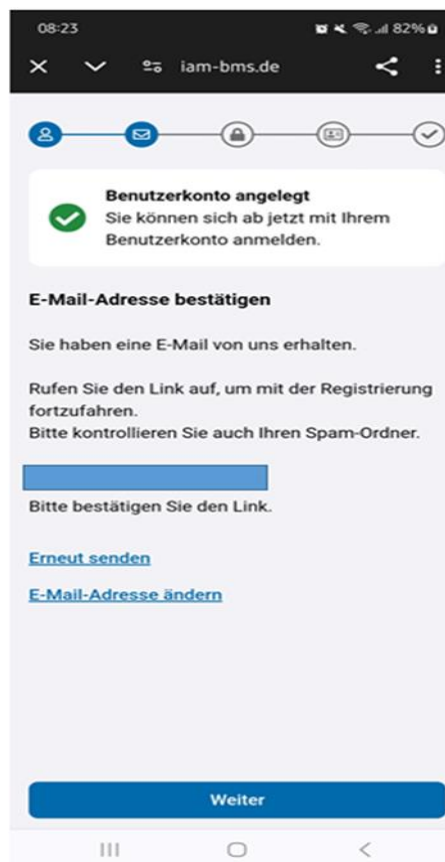 08:23
82%
iam-bms.de
Benutzerkonto angelegt
Sie können sich ab jetzt mit Ihrem
Benutzerkonto anmelden.
E-Mail-Adresse bestätigen
Sie haben eine E-Mail von uns erhalten.
Rufen Sie den Link auf, um mit der Registrierung
fortzufahren.
Bitte kontrollieren Sie auch Ihren Spam-Ordner.
Bitte bestätigen Sie den Link.
Erneut senden
E-Mail-Adresse ändern
Weiter